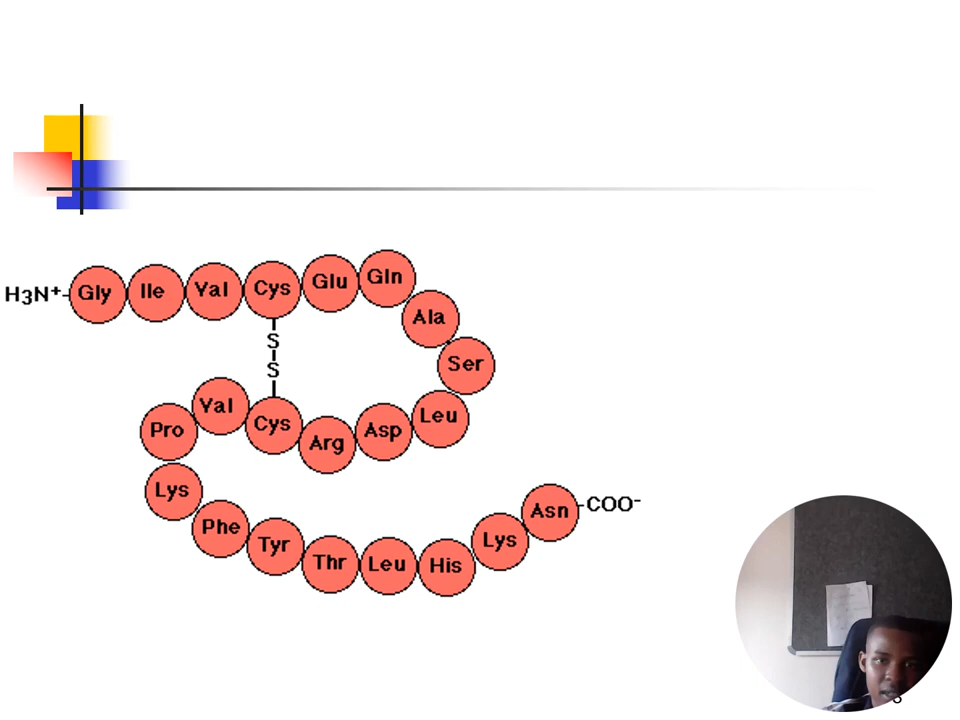 H3N+ Gly Ile Val Cys Glu Gln
Ala
Ser
Leu
Asp
Arg
Cys
Val
Pro
Lys
Phe
Tyr
Thr
Leu
His
Lys
Asn COO-
S
S